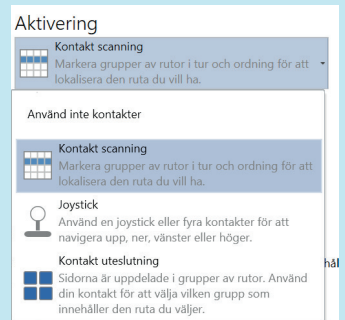 Aktivering
Kontakt scanning
Markera grupper av rutor i tur och ordning för att
lokalisera den ruta du vill ha.
Använd inte kontakter
Kontakt scanning
Markera grupper av rutor i tur och ordning för att
lokalisera den ruta du vill ha.
Joystick
Använd en joystick eller fyra kontakter för att
navigera upp, ner, vänster eller höger.
Kontakt uteslutning
hål
Sidorna är uppdelade i grupper av rutor. Använd
din kontakt för att välja vilken grupp som
innehåller den ruta du väljer.